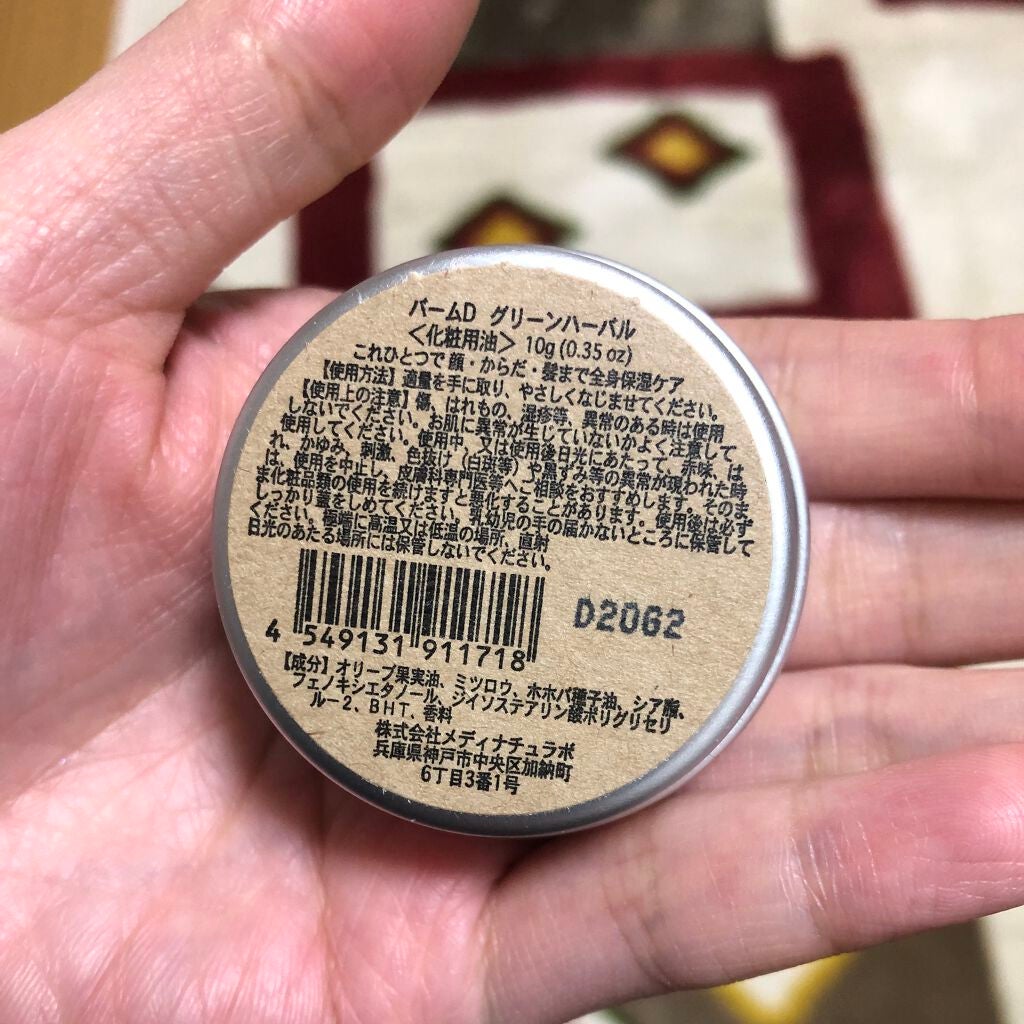 バームD グリーンハーバル
<化粧用油> 10g (0.35 oz)
これひとつで 顔・からだ・髪まで全身保湿ケア
【使用方法】適量を手に取り、やさしくなじませてください。
【使用上の注意】傷、はれもの、湿疹等、異常のある時は使用
しないでください。お肌に異常が生じていないかよく注意して
使用してください。使用中、又は使用後日光にあたって、赤味、は
れ、かゆみ、刺激、色抜け(白斑等)や黒ずみ等の異常が現われた時
は、使用を中止し、皮膚科専門医等へご相談をおすすめします。そのま
ま化粧品類の使用を続けますと悪化することがあります。使用後は必ず
しっかり蓋をしめてください。乳幼児の手の届かないところに保管して
ください。極端に高温又は低温の場所、直射
日光のあたる場所には保管しないでください。
D2062
4 549131 911718
【成分】オリーブ果実油、ミツロウ、ホホバ種子油、シア脂、
フェノキシエタノール、ジイソステアリン酸ポリグリセリ
ル-2、BHT、香料
株式会社メディナチュラボ
兵庫県神戸市中央区加納町
6丁目3番1号